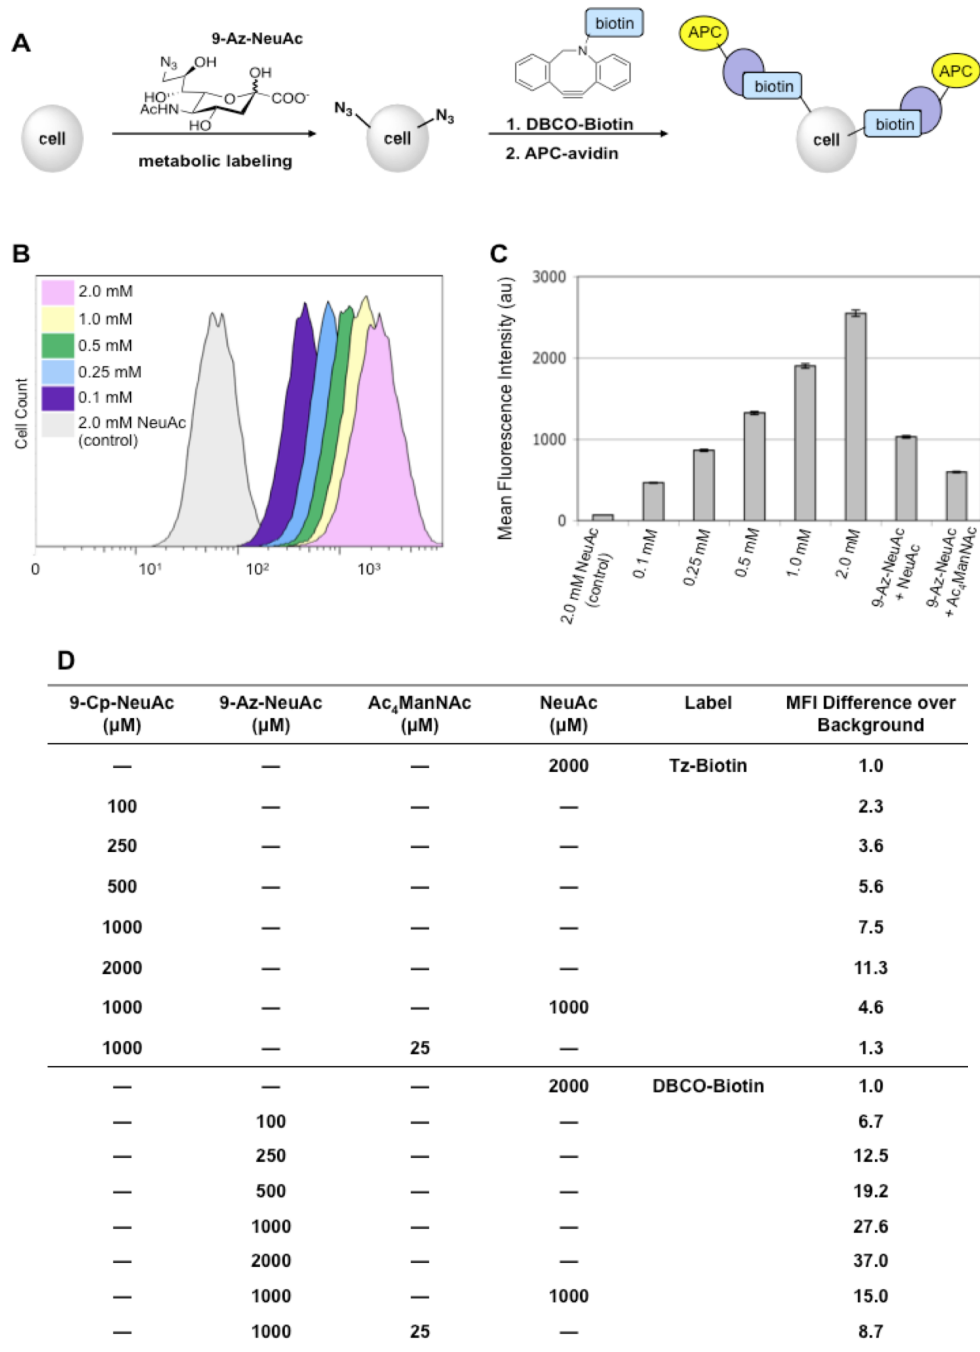 A
9-Az-NeuAc
N₃
OH
OH
HO
O
COO⁻
AcHN
HO
cell
metabolic labeling
N₃
N₃
cell
biotin
N
1. DBCO-Biotin
2. APC-avidin
APC
biotin
APC
biotin
cell
B
2.0 mM
1.0 mM
0.5 mM
0.25 mM
0.1 mM
2.0 mM NeuAc
(control)
Cell Count
0 10¹ 10² 10³
C
Mean Fluorescence Intensity (au)
3000
2000
1000
0
2.0 mM NeuAc
(control)
0.1 mM
0.25 mM
0.5 mM
1.0 mM
2.0 mM
9-Az-NeuAc
+ NeuAc
9-Az-NeuAc
+ Ac₄ManNAc
D
9-Cp-NeuAc 9-Az-NeuAc Ac₄ManNAc NeuAc Label MFI Difference over
(µM) (µM) (µM) (µM) Background
— — — 2000 Tz-Biotin 1.0
100 — — — 2.3
250 — — — 3.6
500 — — — 5.6
1000 — — — 7.5
2000 — — — 11.3
1000 — — 1000 4.6
1000 — 25 — 1.3
— — — 2000 DBCO-Biotin 1.0
— 100 — — 6.7
— 250 — — 12.5
— 500 — — 19.2
— 1000 — — 27.6
— 2000 — — 37.0
— 1000 — 1000 15.0
— 1000 25 — 8.7